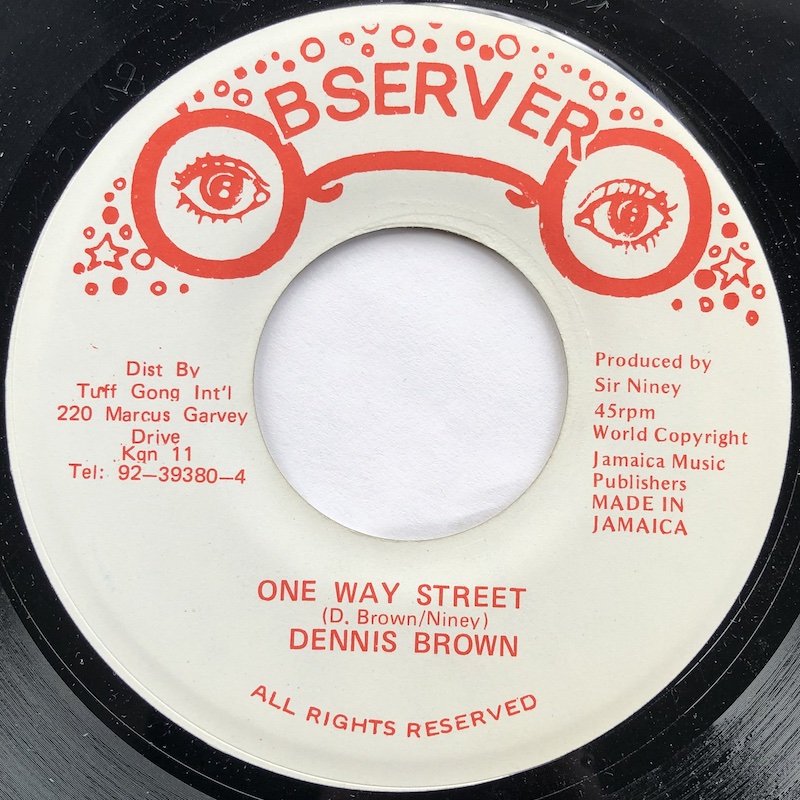 OBSERVER
Dist By
Tuff Gong Int'l
220 Marcus Garvey
Drive
Kgn 11
Tel: 92-39380-4
Produced by
Sir Niney
45rpm
World Copyright
Jamaica Music
Publishers
MADE IN
JAMAICA
ONE WAY STREET
(D. Brown/Niney)
DENNIS BROWN
ALL RIGHTS RESERVED